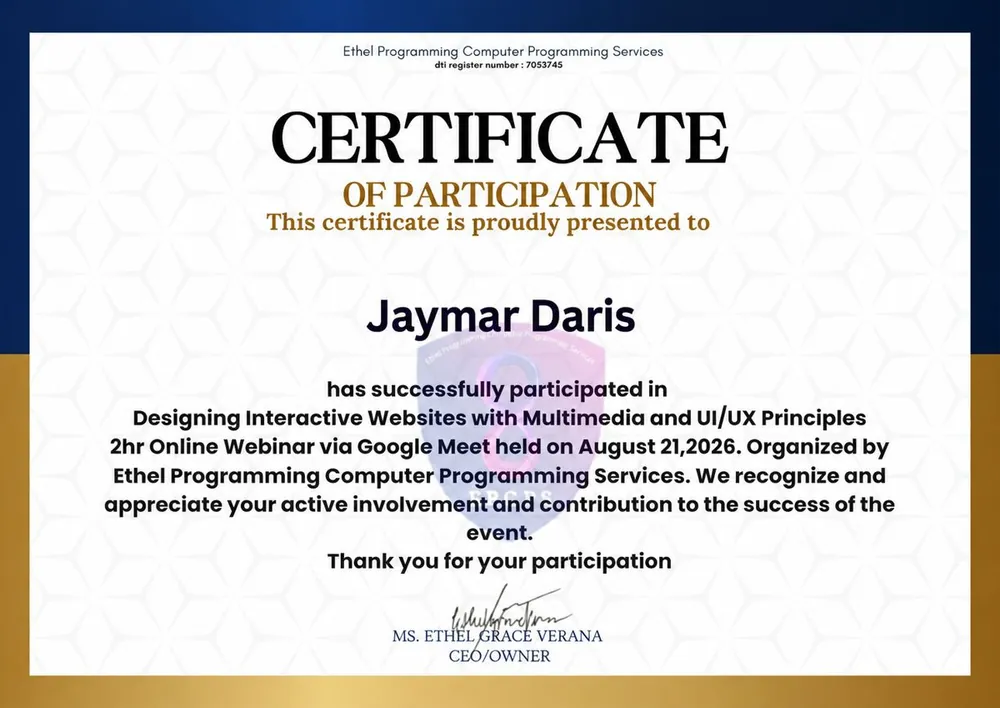 Ethel Programming Computer Programming Services
dti register number : 7053745
CERTIFICATE
OF PARTICIPATION
This certificate is proudly presented to
Jaymar Daris
has successfully participated in
Designing Interactive Websites with Multimedia and UI/UX Principles
2hr Online Webinar via Google Meet held on August 21,2026. Organized by
Ethel Programming Computer Programming Services. We recognize and
appreciate your active involvement and contribution to the success of the
event.
Thank you for your participation
MS. ETHEL GRACE VERANA
CEO/OWNER